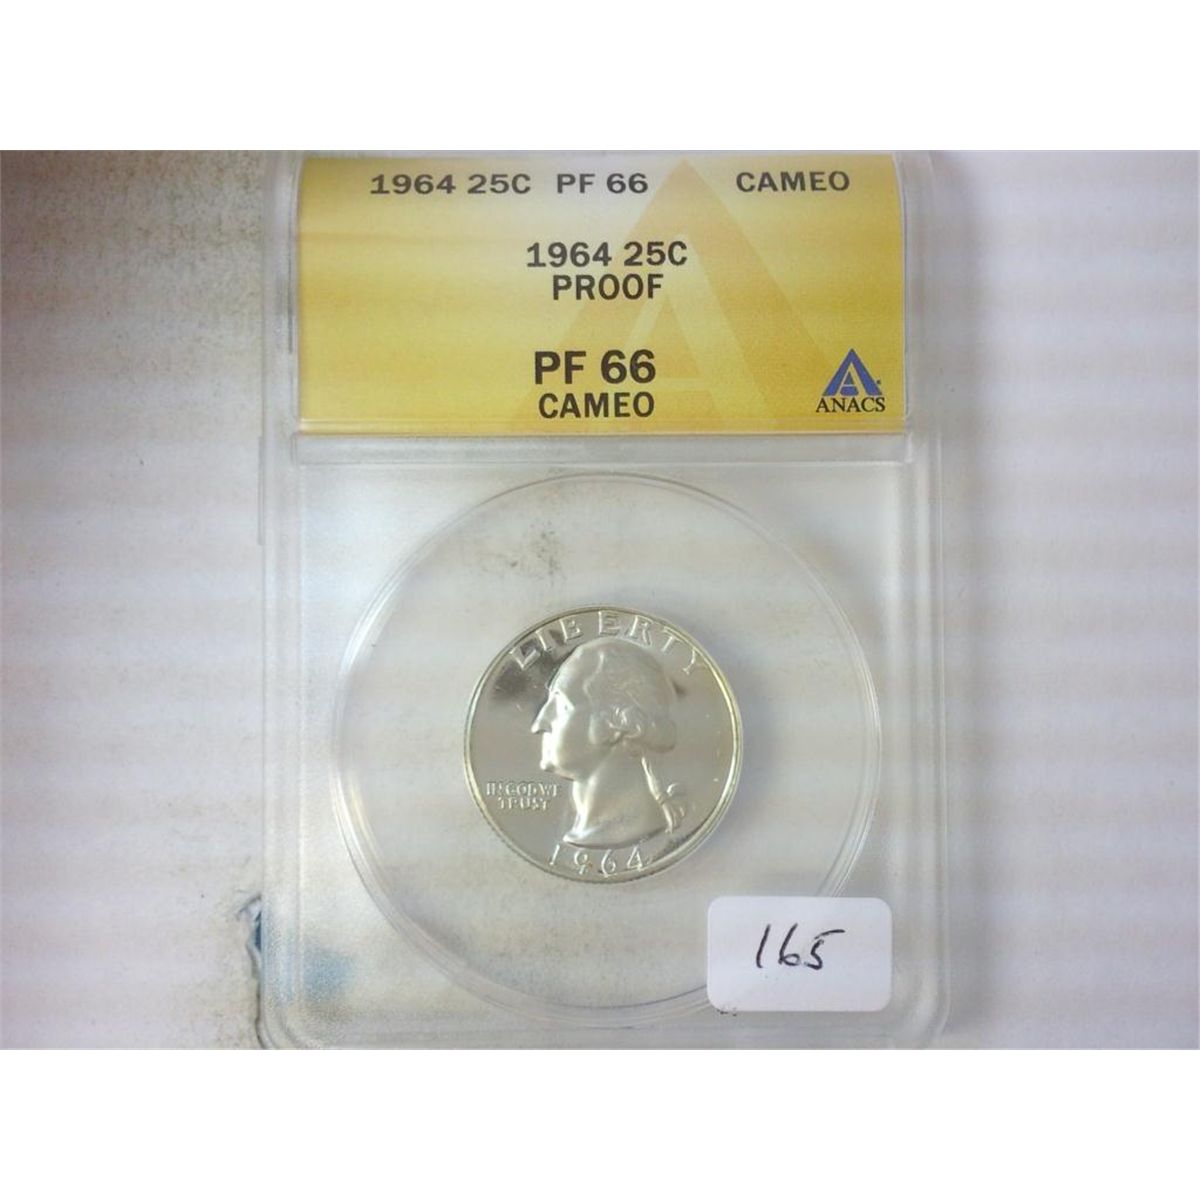 1964 25C PF 66 CAMEO
1964 25C
PROOF
PF 66
CAMEO
ANACS
LIBERTY
IN GOD WE
TRUST
1964
165